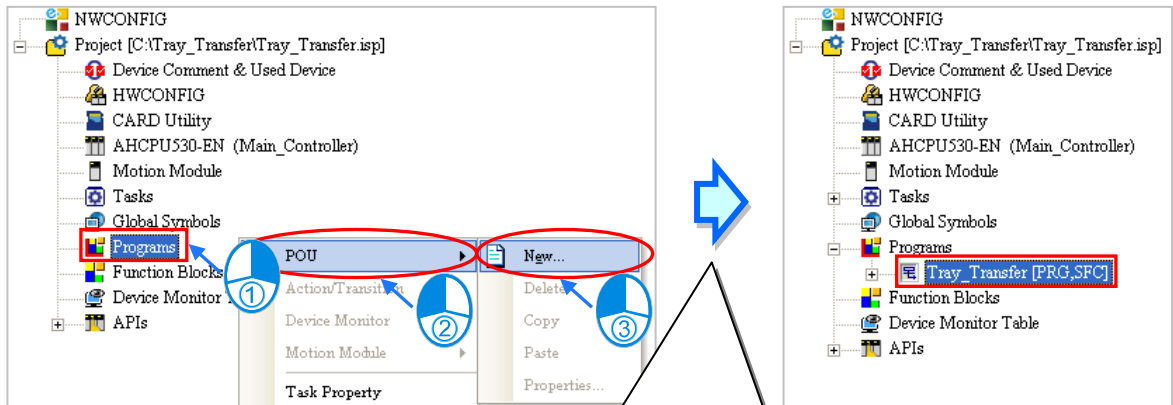 NWCONFIG
Project [C:\Tray_Transfer\Tray_Transfer.isp]
Device Comment & Used Device
HWCONFIG
CARD Utility
AHCPU530-EN (Main_Controller)
Motion Module
Tasks
Global Symbols
Programs
Function Blocks
Device Monitor
APIs
①
POU
Action/Transition
Device Monitor
Motion Module
Task Property
②
New...
Delete
Copy
Paste
Properties...
③
NWCONFIG
Project [C:\Tray_Transfer\Tray_Transfer.isp]
Device Comment & Used Device
HWCONFIG
CARD Utility
AHCPU530-EN (Main_Controller)
Motion Module
Tasks
Global Symbols
Programs
Tray_Transfer [PRG,SFC]
Function Blocks
Device Monitor Table
APIs